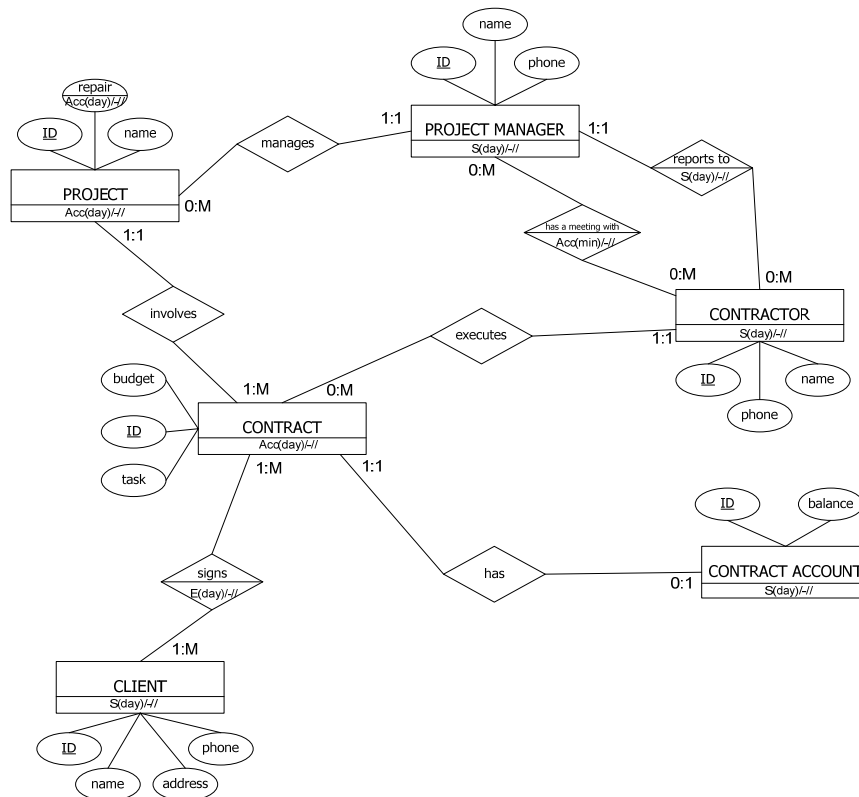 name
ID
phone
repair
Acc(day)/-//
ID
name
1:1
PROJECT MANAGER
S(day)/-//
1:1
manages
0:M
reports to
S(day)/-//
PROJECT
Acc(day)/-//
0:M
1:1
has a meeting with
Acc(min)/-//
0:M
0:M
involves
CONTRACTOR
S(day)/-//
executes
1:1
ID
name
phone
budget
1:M
0:M
ID
CONTRACT
Acc(day)/-//
task
1:M
1:1
ID
balance
signs
E(day)/-//
has
CONTRACT ACCOUNT
S(day)/-//
0:1
1:M
CLIENT
S(day)/-//
ID
phone
name
address